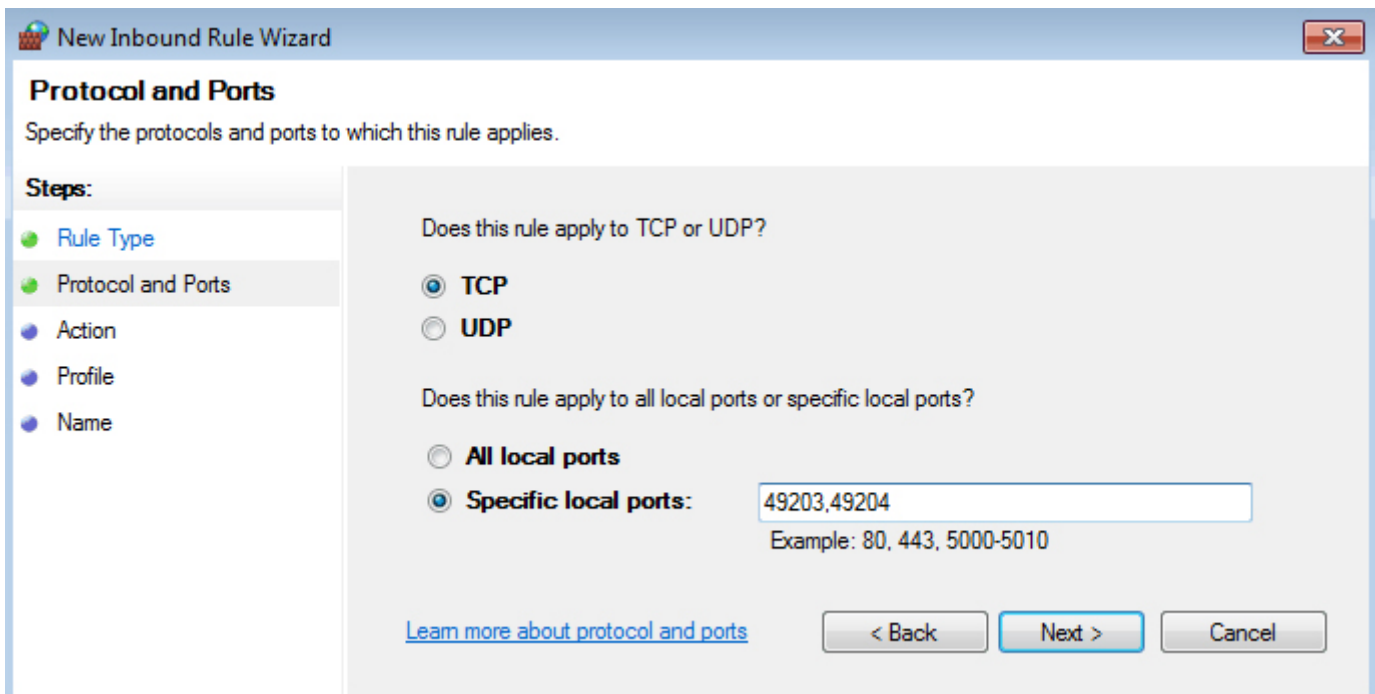 New Inbound Rule Wizard
Protocol and Ports
Specify the protocols and ports to which this rule applies.
Steps:
Rule Type
Protocol and Ports
Action
Profile
Name
Does this rule apply to TCP or UDP?
TCP
UDP
Does this rule apply to all local ports or specific local ports?
All local ports
Specific local ports: 49203,49204
Example: 80, 443, 5000-5010
Learn more about protocol and ports < Back Next > Cancel